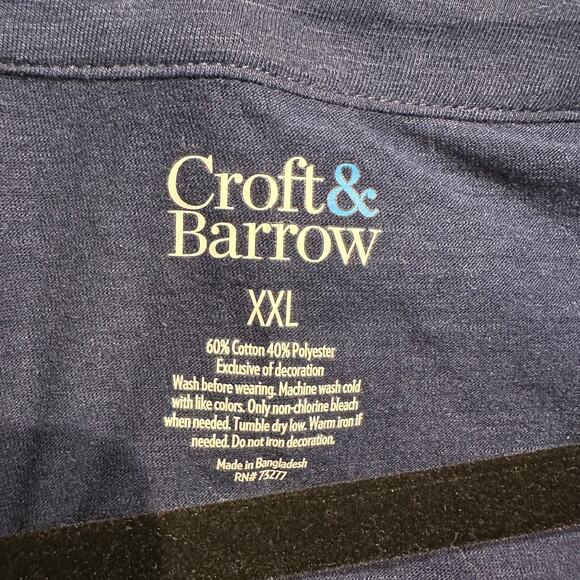 Croft&
Barrow
XXL
60% Cotton 40% Polyester
Exclusive of decoration
Wash before wearing. Machine wash cold
with like colors. Only non-chlorine bleach
when needed. Tumble dry low. Warm iron if
needed. Do not iron decoration.
Made in Bangladesh
RN# 73277